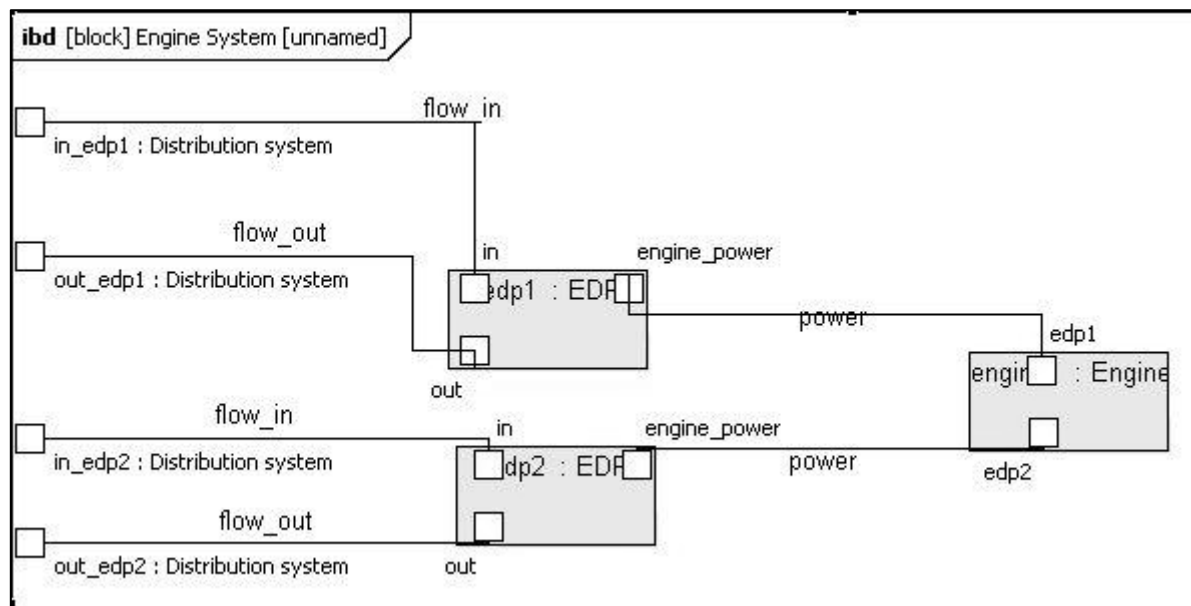 ibd [block] Engine System [unnamed]
flow_in
in_edp1 : Distribution system
flow_out
out_edp1 : Distribution system
in
engine_power
edp1 : EDP
power
edp1
engin : Engine
out
flow_in
in_edp2 : Distribution system
in
engine_power
dp2 : EDP
power
edp2
flow_out
out_edp2 : Distribution system
out